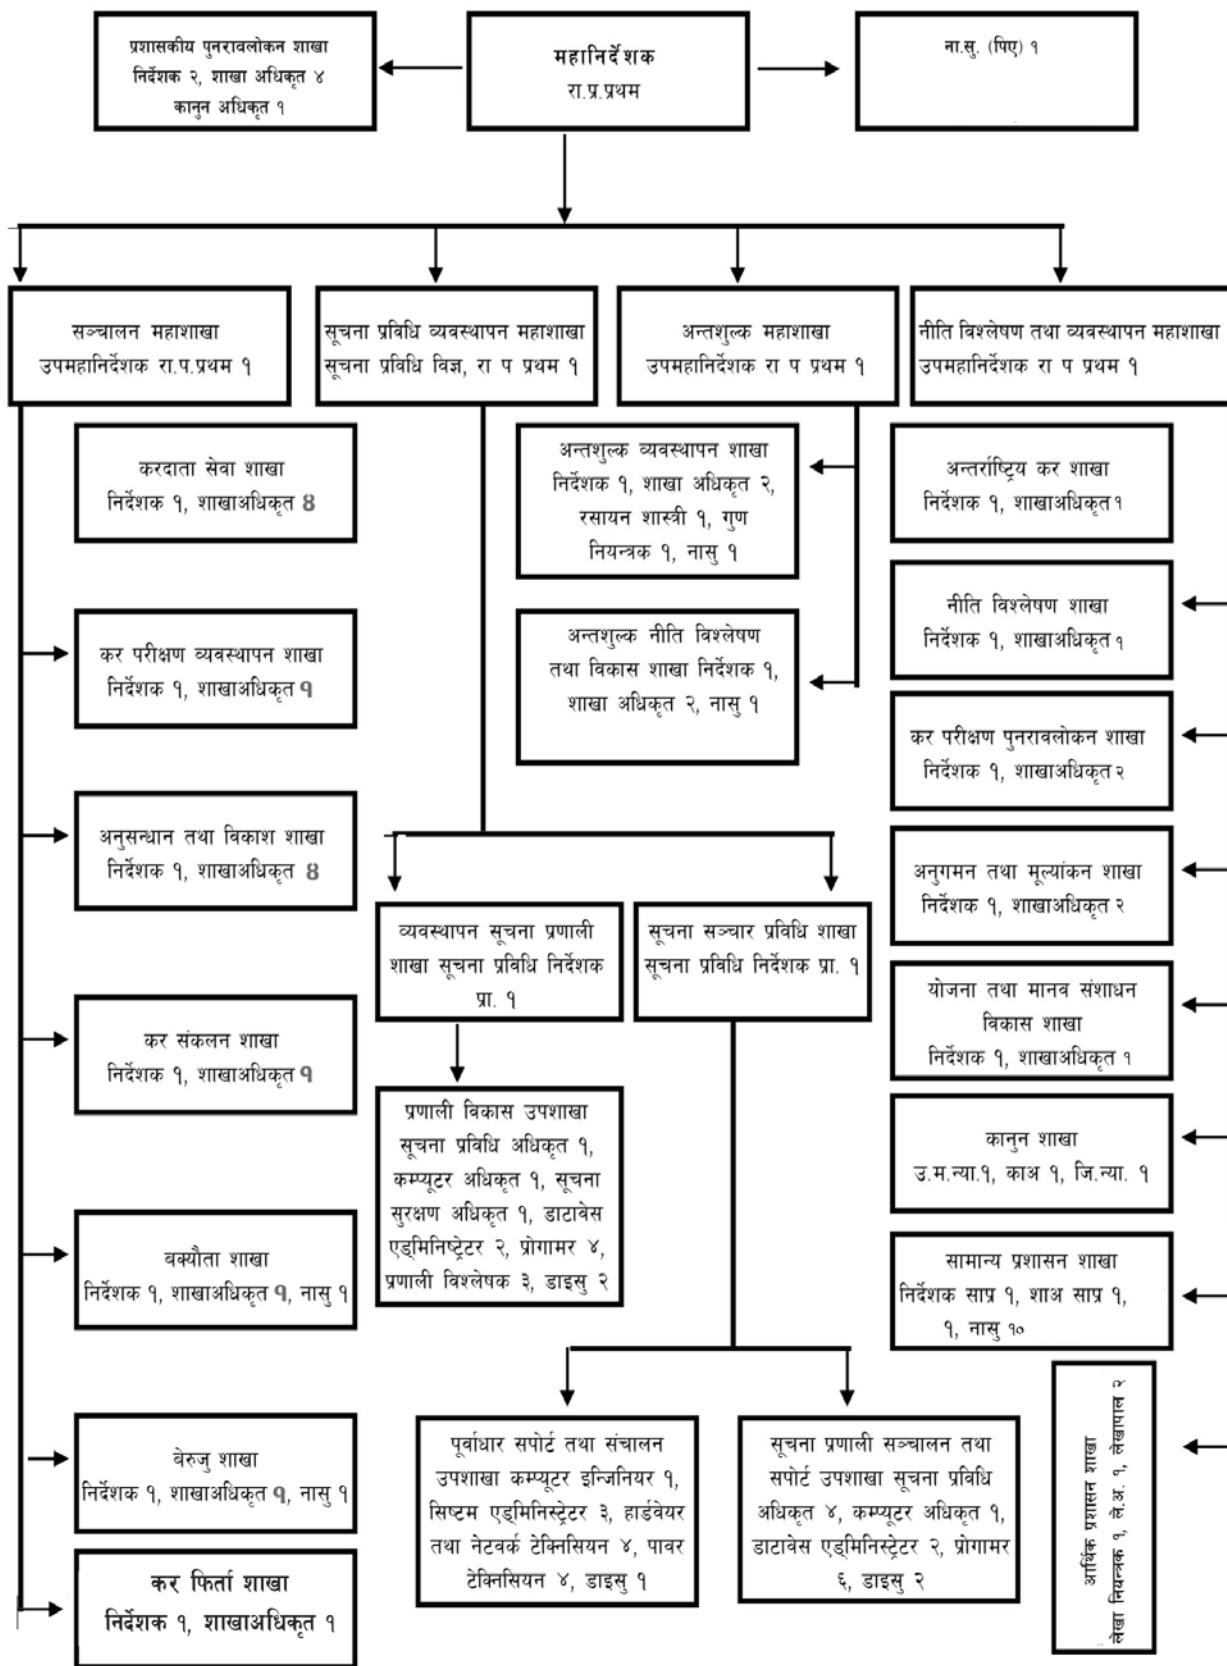 प्रशासकीय पुनरावलोकन शाखा
निर्देशक २, शाखा अधिकृत ४
कानुन अधिकृत १
महानिर्देशक
रा.प्र.प्रथम
ना.सु. (पिए) १
सञ्चालन महाशाखा
उपमहानिर्देशक रा.प.प्रथम १
सूचना प्रविधि व्यवस्थापन महाशाखा
सूचना प्रविधि विज्ञ, रा प प्रथम १
अन्तशुल्क महाशाखा
उपमहानिर्देशक रा प प्रथम १
नीति विश्लेषण तथा व्यवस्थापन महाशाखा
उपमहानिर्देशक रा प प्रथम १
करदाता सेवा शाखा
निर्देशक १, शाखाअधिकृत ४
कर परीक्षण व्यवस्थापन शाखा
निर्देशक १, शाखाअधिकृत १
अनुसन्धान तथा विकाश शाखा
निर्देशक १, शाखाअधिकृत ४
कर संकलन शाखा
निर्देशक १, शाखाअधिकृत १
बक्यौता शाखा
निर्देशक १, शाखाअधिकृत १, नासु १
बेरुजु शाखा
निर्देशक १, शाखाअधिकृत १, नासु १
कर फिर्ता शाखा
निर्देशक १, शाखाअधिकृत १
अन्तशुल्क व्यवस्थापन शाखा
निर्देशक १, शाखा अधिकृत २,
रसायन शास्त्री १, गुण
नियन्त्रक १, नासु १
अन्तशुल्क नीति विश्लेषण
तथा विकास शाखा निर्देशक १,
शाखा अधिकृत २, नासु १
व्यवस्थापन सूचना प्रणाली
शाखा सूचना प्रविधि निर्देशक
प्रा. १
सूचना सञ्चार प्रविधि शाखा
सूचना प्रविधि निर्देशक प्रा. १
प्रणाली विकास उपशाखा
सूचना प्रविधि अधिकृत १,
कम्प्यूटर अधिकृत १, सूचना
सुरक्षण अधिकृत १, डाटावेस
एड्मिनिष्ट्रेटर २, प्रोगामर ४,
प्रणाली विश्लेषक ३, डाइसु २
पूर्वाधार सपोर्ट तथा संचालन
उपशाखा कम्प्यूटर इन्जिनियर १,
सिष्टम एड्मिनिस्ट्रेटर ३, हार्डवेयर
तथा नेटवर्क टेक्निसियन ४, पावर
टेक्निसियन ४, डाइसु १
सूचना प्रणाली सञ्चालन तथा
सपोर्ट उपशाखा सूचना प्रविधि
अधिकृत ४, कम्प्यूटर अधिकृत १,
डाटावेस एड्मिनिस्ट्रेटर २, प्रोगामर
६, डाइसु २
अन्तर्राष्ट्रिय कर शाखा
निर्देशक १, शाखाअधिकृत १
नीति विश्लेषण शाखा
निर्देशक १, शाखाअधिकृत १
कर परीक्षण पुनरावलोकन शाखा
निर्देशक १, शाखाअधिकृत २
अनुगमन तथा मूल्यांकन शाखा
निर्देशक १, शाखाअधिकृत २
योजना तथा मानव संशाधन
विकास शाखा
निर्देशक १, शाखाअधिकृत १
कानुन शाखा
उ.म.न्या.१, काअ १, जि.न्या. १
सामान्य प्रशासन शाखा
निर्देशक साप्र १, शाअ साप्र १,
१, नासु १०
आर्थिक प्रशासन शाखा
लेखा नियन्त्रक १, ले.अ. १, लेखापाल २